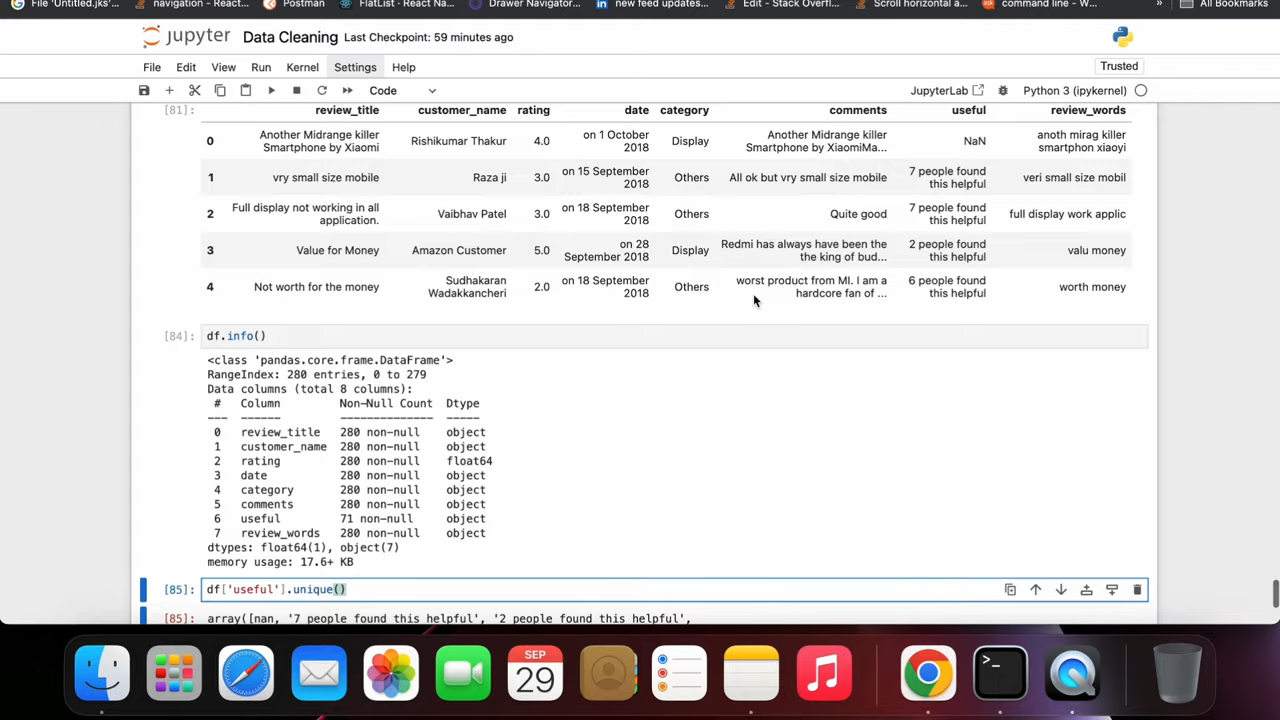 File 'Untitled.jks'...
navigation - React...
Postman
FlatList - React Na...
Drawer Navigator...
new feed updates...
Edit - Stack Overfl...
Scroll horizontal a...
command line - W...
»
All Bookmarks
jupyter Data Cleaning Last Checkpoint: 59 minutes ago
File Edit View Run Kernel Settings Help
Trusted
Code
JupyterLab
Python 3 (ipykernel)
[81]:
review_title customer_name rating date category comments useful review_words
0 Another Midrange killer Smartphone by Xiaomi Rishikumar Thakur 4.0 on 1 October 2018 Display Another Midrange killer Smartphone by XiaomiMa... NaN anoth mirag killer smartphon xiaoyi
1 vry small size mobile Raza ji 3.0 on 15 September 2018 Others All ok but vry small size mobile 7 people found this helpful veri size mobil
2 Full display not working in all application. Vaibhav Patel 3.0 on 18 September 2018 Others Quite good 7 people found this helpful full display work applic
3 Value for Money Amazon Customer 5.0 on 28 September 2018 Display Redmi has always have been the the king of bud... 2 people found this helpful valu money
4 Not worth for the money Sudhakaran Wadakkancheri 2.0 on 18 September 2018 Others worst product from MI. I am a hardcore fan of ... 6 people found this helpful worth money
[84]: df.info()
<class 'pandas.core.frame.DataFrame'>
RangeIndex: 280 entries, 0 to 279
Data columns (total 8 columns):
# Column Non-Null Count Dtype
--- ------ -------------- -----
0 review_title 280 non-null object
1 customer_name 280 non-null object
2 rating 280 non-null float64
3 date 280 non-null object
4 category 280 non-null object
5 comments 280 non-null object
6 useful 71 non-null object
7 review_words 280 non-null object
dtypes: float64(1), object(7)
memory usage: 17.6+ KB
[85]: df['useful'].unique()
[85]: array([nan, '7 people found this helpful', '2 people found this helpful',
SEP
29